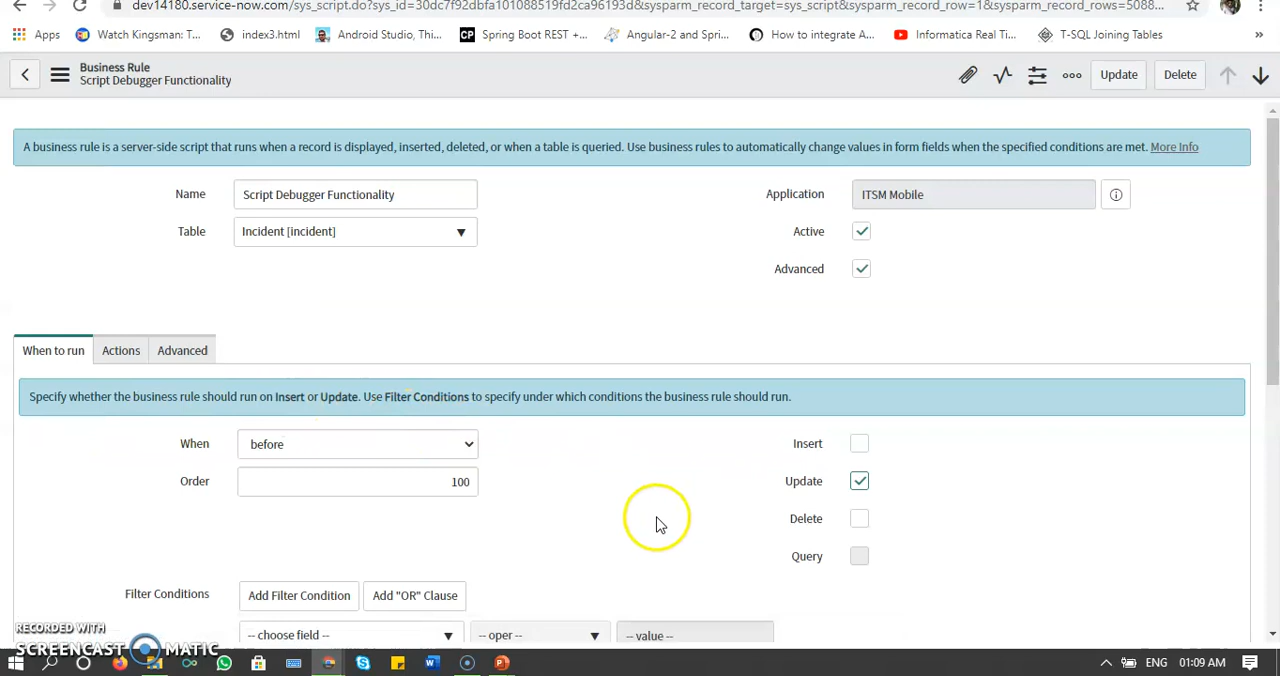 dev14180.service-now.com/sys_script.do?sys_id=30dc7f92dbfa101088519fd2ca96193d&sysparm_record_target=sys_script&sysparm_record_row=1&sysparm_record_rows=5088...
Apps Watch Kingsman: T... index3.html Android Studio, Thi... CP Spring Boot REST +... Angular-2 and Spri... How to integrate A... Informatica Real Ti... T-SQL Joining Tables »
Business Rule
Script Debugger Functionality
Update Delete
A business rule is a server-side script that runs when a record is displayed, inserted, deleted, or when a table is queried. Use business rules to automatically change values in form fields when the specified conditions are met. More Info
Name Script Debugger Functionality Application ITSM Mobile
Table Incident [incident] Active
Advanced
When to run Actions Advanced
Specify whether the business rule should run on Insert or Update. Use Filter Conditions to specify under which conditions the business rule should run.
When before Insert
Order 100 Update
Delete
Query
Filter Conditions Add Filter Condition Add "OR" Clause
-- choose field -- -- oper -- -- value --
RECORDED WITH
SCREENCAST MATIC
ENG 01:09 AM